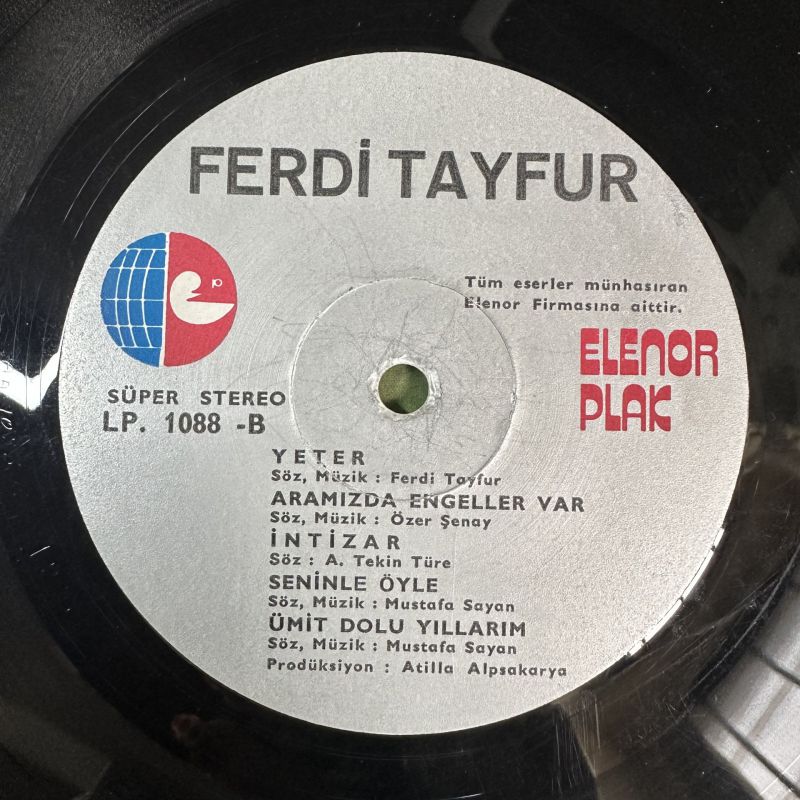 FERDİ TAYFUR
Tüm eserler münhasıran
Elenor Firmasına aittir.
ELENOR
PLAK
SÜPER STEREO
LP. 1088 -B
YETER
Söz, Müzik : Ferdi Tayfur
ARAMIZDA ENGELLER VAR
Söz, Müzik : Özer Şenay
İNTİZAR
Söz : A. Tekin Türe
SENİNLE ÖYLE
Söz, Müzik : Mustafa Sayan
ÜMİT DOLU YILLARIM
Söz, Müzik : Mustafa Sayan
Prodüksiyon : Atilla Alpsakarya